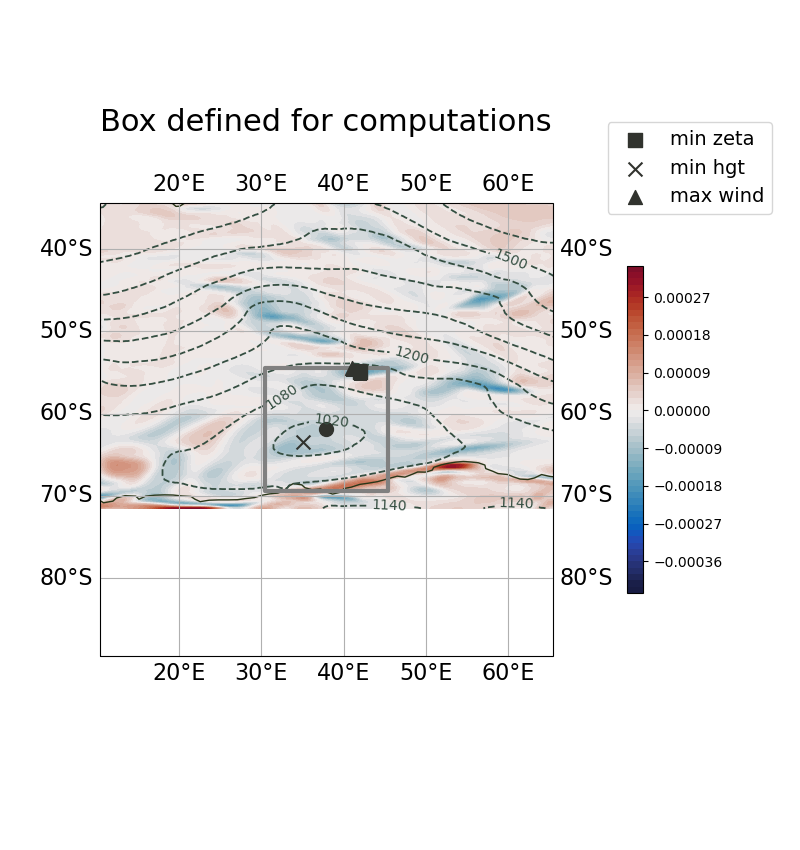 Box defined for computations
min zeta
min hgt
max wind
20°E 30°E 40°E 50°E 60°E
40°S 40°S
1500
0.00027
50°S 50°S
0.00018
1200
0.00009
1080
60°S 60°S
0.00000
1020
−0.00009
70°S 70°S
−0.00018
1140 1140
−0.00027
−0.00036
80°S 80°S
20°E 30°E 40°E 50°E 60°E